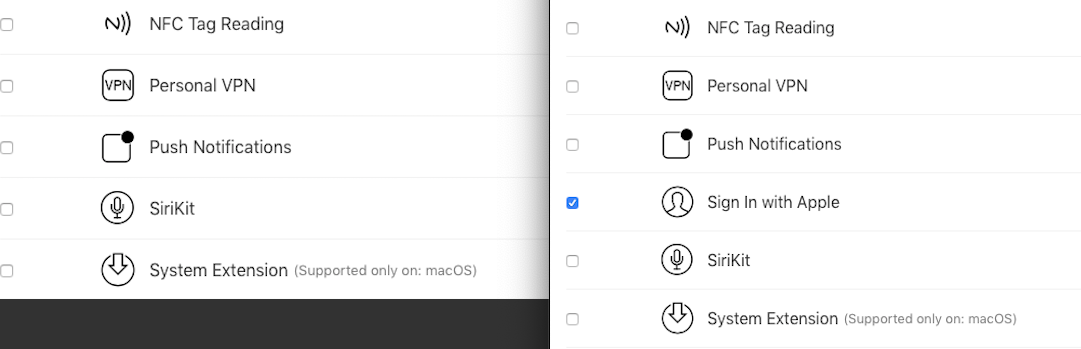 NFC Tag Reading
VPN Personal VPN
Push Notifications
SiriKit
System Extension (Supported only on: macOS)
NFC Tag Reading
VPN Personal VPN
Push Notifications
Sign In with Apple
SiriKit
System Extension (Supported only on: macOS)